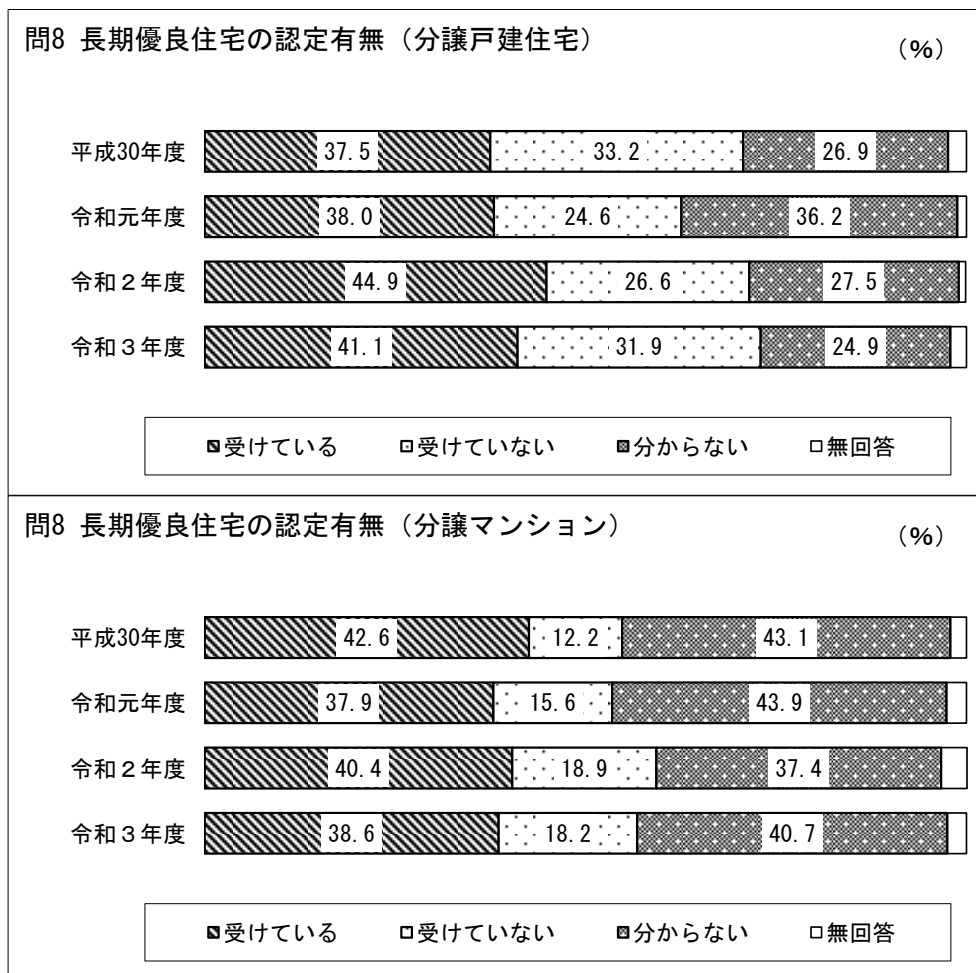 問8 長期優良住宅の認定有無（分譲戸建住宅）
（%）
平成30年度 37.5 33.2 26.9
令和元年度 38.0 24.6 36.2
令和２年度 44.9 26.6 27.5
令和３年度 41.1 31.9 24.9
受けている 受けていない 分からない 無回答
問8 長期優良住宅の認定有無（分譲マンション）
（%）
平成30年度 42.6 12.2 43.1
令和元年度 37.9 15.6 43.9
令和２年度 40.4 18.9 37.4
令和３年度 38.6 18.2 40.7
受けている 受けていない 分からない 無回答